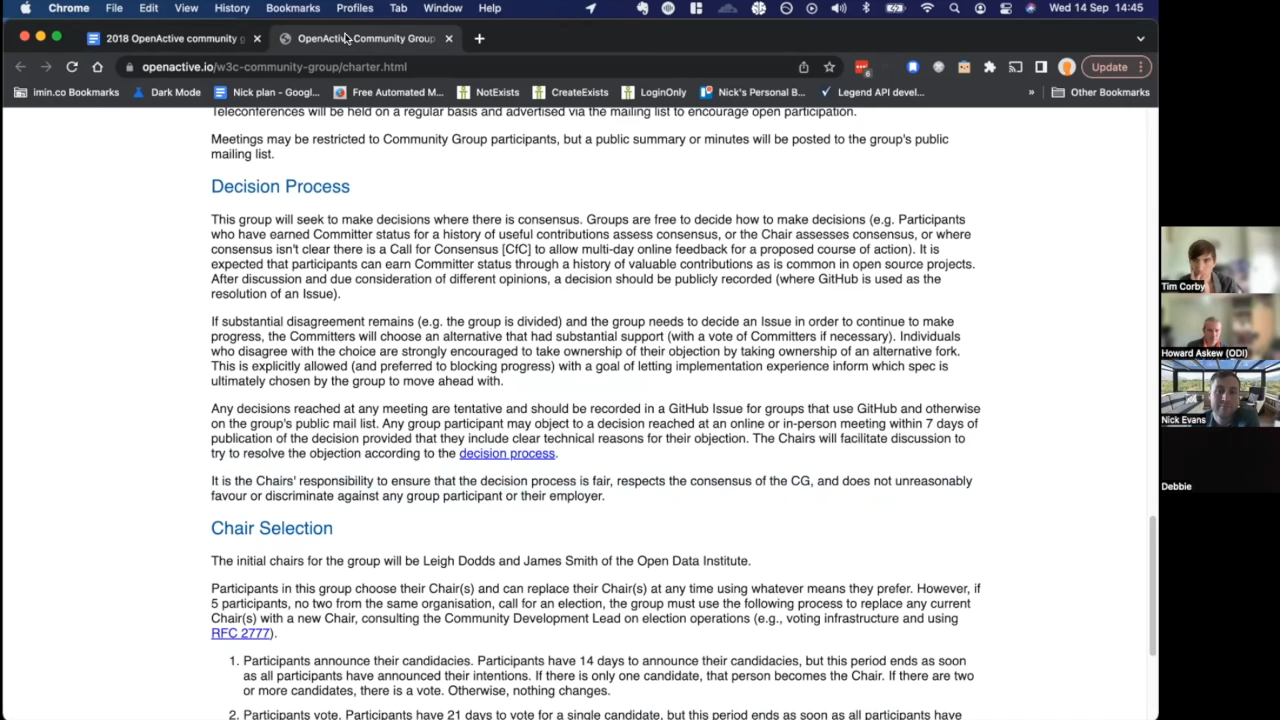 Chrome File Edit View History Bookmarks Profiles Tab Window Help Wed 14 Sep 14:45
2018 OpenActive community g OpenActive Community Group
openactive.io/w3c-community-group/charter.html 6 Update
imin.co Bookmarks Dark Mode Nick plan - Googl... Free Automated M... NotExists CreateExists LoginOnly Nick's Personal B... Legend API devel... » Other Bookmarks
Teleconferences will be held on a regular basis and advertised via the mailing list to encourage open participation.
Meetings may be restricted to Community Group participants, but a public summary or minutes will be posted to the group's public
mailing list.
Decision Process
This group will seek to make decisions where there is consensus. Groups are free to decide how to make decisions (e.g. Participants
who have earned Committer status for a history of useful contributions assess consensus, or the Chair assesses consensus, or where
consensus isn't clear there is a Call for Consensus [CfC] to allow multi-day online feedback for a proposed course of action). It is
expected that participants can earn Committer status through a history of valuable contributions as is common in open source projects.
After discussion and due consideration of different opinions, a decision should be publicly recorded (where GitHub is used as the
resolution of an Issue).
If substantial disagreement remains (e.g. the group is divided) and the group needs to decide an Issue in order to continue to make
progress, the Committers will choose an alternative that had substantial support (with a vote of Committers if necessary). Individuals
who disagree with the choice are strongly encouraged to take ownership of their objection by taking ownership of an alternative fork.
This is explicitly allowed (and preferred to blocking progress) with a goal of letting implementation experience inform which spec is
ultimately chosen by the group to move ahead with.
Any decisions reached at any meeting are tentative and should be recorded in a GitHub Issue for groups that use GitHub and otherwise
on the group's public mail list. Any group participant may object to a decision reached at an online or in-person meeting within 7 days of
publication of the decision provided that they include clear technical reasons for their objection. The Chairs will facilitate discussion to
try to resolve the objection according to the decision process.
It is the Chairs' responsibility to ensure that the decision process is fair, respects the consensus of the CG, and does not unreasonably
favour or discriminate against any group participant or their employer.
Chair Selection
The initial chairs for the group will be Leigh Dodds and James Smith of the Open Data Institute.
Participants in this group choose their Chair(s) and can replace their Chair(s) at any time using whatever means they prefer. However, if
5 participants, no two from the same organisation, call for an election, the group must use the following process to replace any current
Chair(s) with a new Chair, consulting the Community Development Lead on election operations (e.g., voting infrastructure and using
RFC 2777).
1. Participants announce their candidacies. Participants have 14 days to announce their candidacies, but this period ends as soon
as all participants have announced their intentions. If there is only one candidate, that person becomes the Chair. If there are two
or more candidates, there is a vote. Otherwise, nothing changes.
2. Participants vote. Participants have 21 days to vote for a single candidate, but this period ends as soon as all participants have
Tim Corby
Howard Askew (ODI)
Nick Evans
Debbie